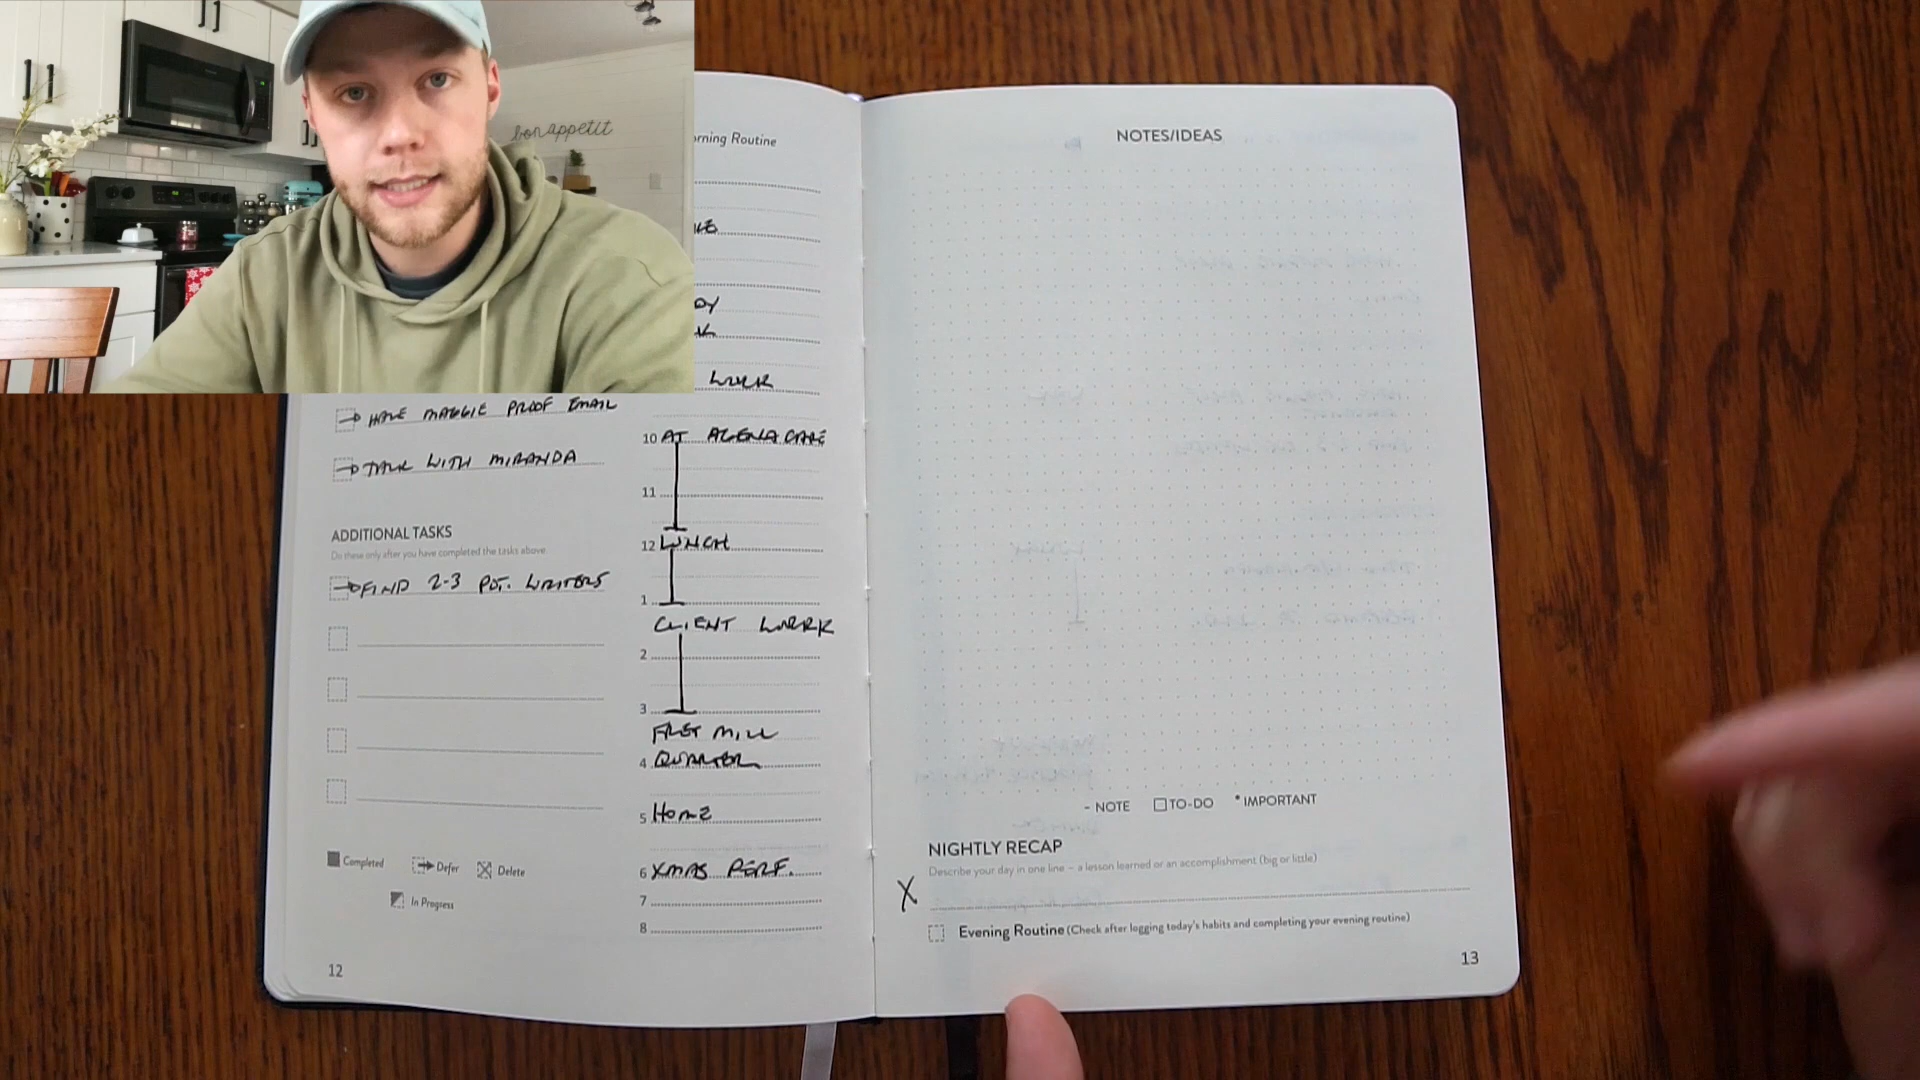 bon appetit
rning Routine
WORK
HAVE MAGGIE PROOF EMAIL
TALK WITH MIRANDA
ADDITIONAL TASKS
Do these only after you have completed the tasks above
FIND 2-3 POT. WRITERS
Completed
Defer
Delete
In Progress
12
10 AT ALENA CARE
11
12 LUNCH
1
CLIENT WORRK
2
3
FRET MILL
4 QUARTER
5 HOME
6 XMAS PERF.
7
8
NOTES/IDEAS
- NOTE TO-DO * IMPORTANT
NIGHTLY RECAP
Describe your day in one line – a lesson learned or an accomplishment (big or little)
X
Evening Routine (Check after logging today's habits and completing your evening routine)
13